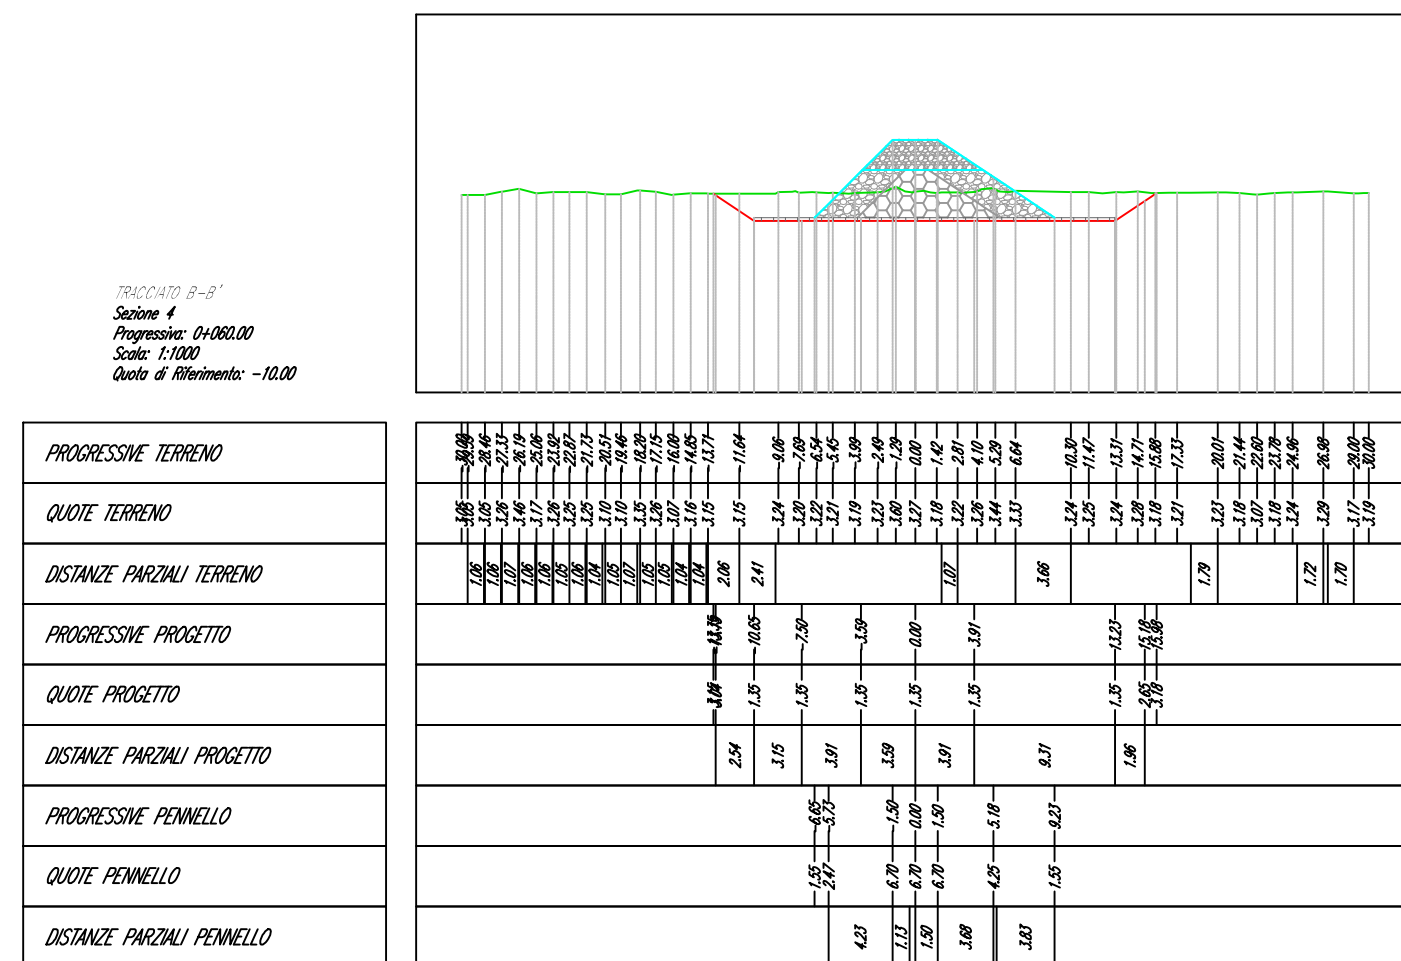 TRACCIATO B-B'
Sezione 4
Progressiva: 0+060.00
Scala: 1:1000
Quota di Riferimento: -10.00
PROGRESSIVE TERRENO
-28.46 -27.33 -26.19 -25.06 -23.92 -22.87 -21.73 -20.51 -19.46 -18.20 -17.15 -16.00 -14.85 -13.71 -11.64 -9.06 -7.69 -6.54 -5.45 -3.99 -2.49 -1.29 0.00 1.42 2.81 4.10 5.29 6.64 10.30 11.47 13.31 14.71 15.88 17.33 20.01 21.44 22.60 23.78 24.96 26.98 29.00 30.00
QUOTE TERRENO
3.05 3.26 3.46 3.17 3.26 3.25 3.25 3.10 3.10 3.35 3.26 3.07 3.16 3.15 3.15 3.24 3.20 3.22 3.21 3.19 3.23 3.60 3.27 3.18 3.22 3.26 3.44 3.33 3.24 3.25 3.24 3.28 3.18 3.21 3.23 3.18 3.07 3.18 3.24 3.29 3.17 3.19
DISTANZE PARZIALI TERRENO
1.06 1.06 1.07 1.06 1.06 1.05 1.06 1.04 1.05 1.07 1.05 1.05 1.04 1.04 2.06 2.41 1.07 3.66 1.79 1.72 1.70
PROGRESSIVE PROGETTO
-10.65 -7.50 -3.59 0.00 3.91 13.23 15.18 15.98
QUOTE PROGETTO
1.35 1.35 1.35 1.35 1.35 1.35 2.65 3.18
DISTANZE PARZIALI PROGETTO
2.54 3.15 3.91 3.59 3.91 9.31 1.96
PROGRESSIVE PENNELLO
-6.65 -5.73 -1.50 0.00 1.50 5.18 9.23
QUOTE PENNELLO
1.55 2.47 6.70 6.70 6.70 4.25 1.55
DISTANZE PARZIALI PENNELLO
4.23 1.13 1.50 3.68 3.83